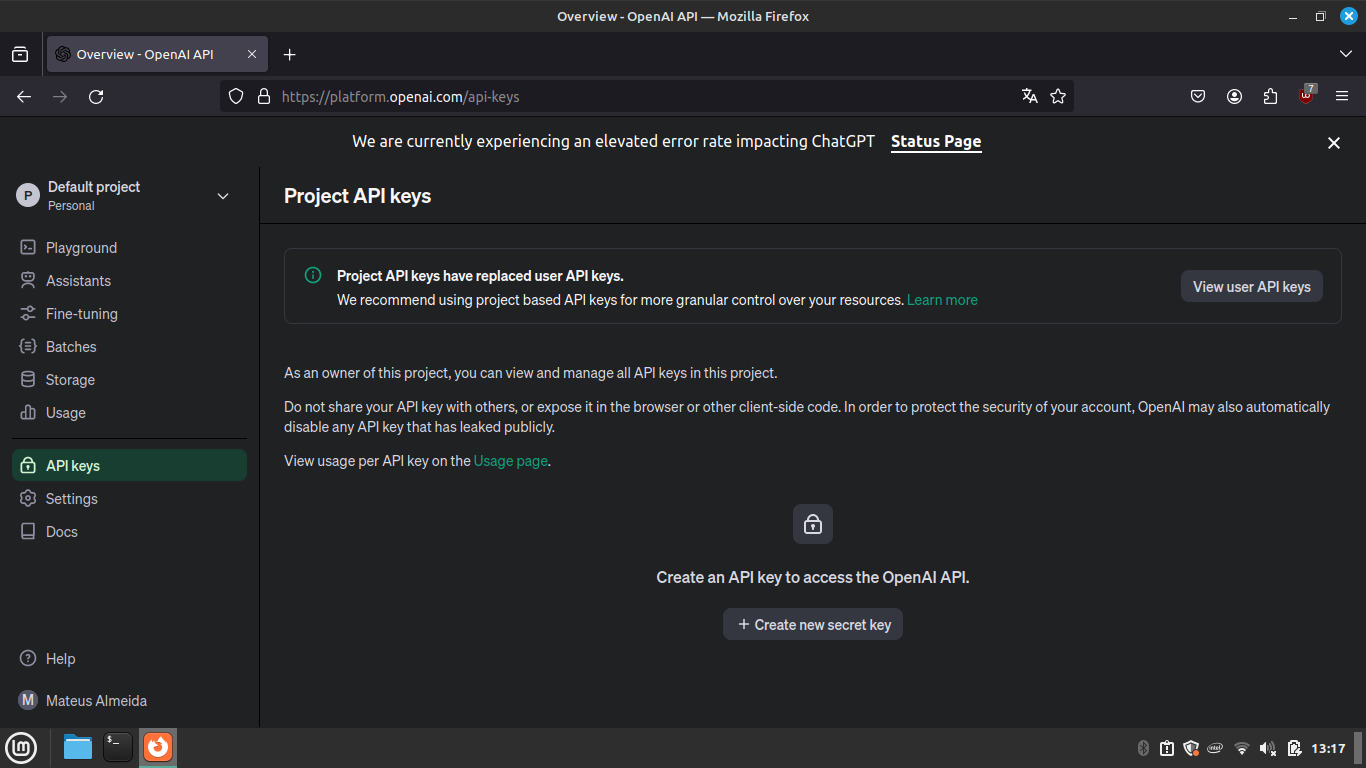 Overview - OpenAI API — Mozilla Firefox
Overview - OpenAI API
https://platform.openai.com/api-keys
7
We are currently experiencing an elevated error rate impacting ChatGPT Status Page
P
Default project
Personal
Playground
Assistants
Fine-tuning
Batches
Storage
Usage
API keys
Settings
Docs
Help
M
Mateus Almeida
Project API keys
Project API keys have replaced user API keys.
We recommend using project based API keys for more granular control over your resources. Learn more
View user API keys
As an owner of this project, you can view and manage all API keys in this project.
Do not share your API key with others, or expose it in the browser or other client-side code. In order to protect the security of your account, OpenAI may also automatically
disable any API key that has leaked publicly.
View usage per API key on the Usage page.
Create an API key to access the OpenAI API.
+ Create new secret key
$_
intel
13:17